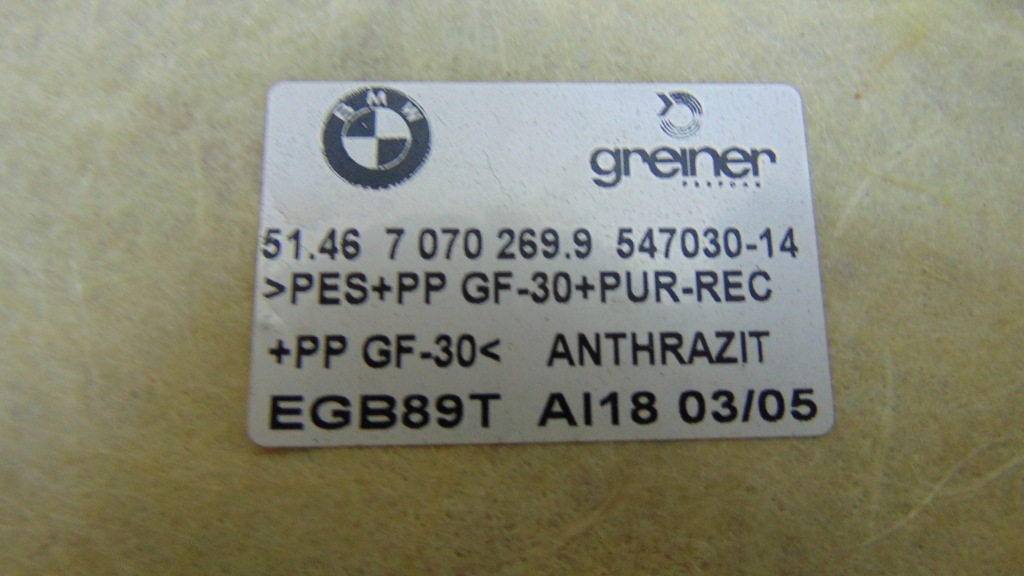 BMW
greiner
PERFOAM
51.46 7 070 269.9 547030-14
>PES+PP GF-30+PUR-REC
+PP GF-30< ANTHRAZIT
EGB89T AI18 03/05